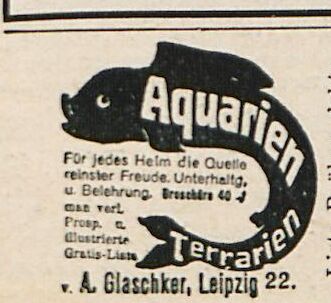 Aquarien
Für jedes Heim die Quelle
reinster Freude. Unterhaltg,
u. Belehrung. Broschüre 40 ₰
man verl.
Prosp. u.
illustrierte
Gratis-Liste
Terrarien
v. A. Glaschker, Leipzig 22.